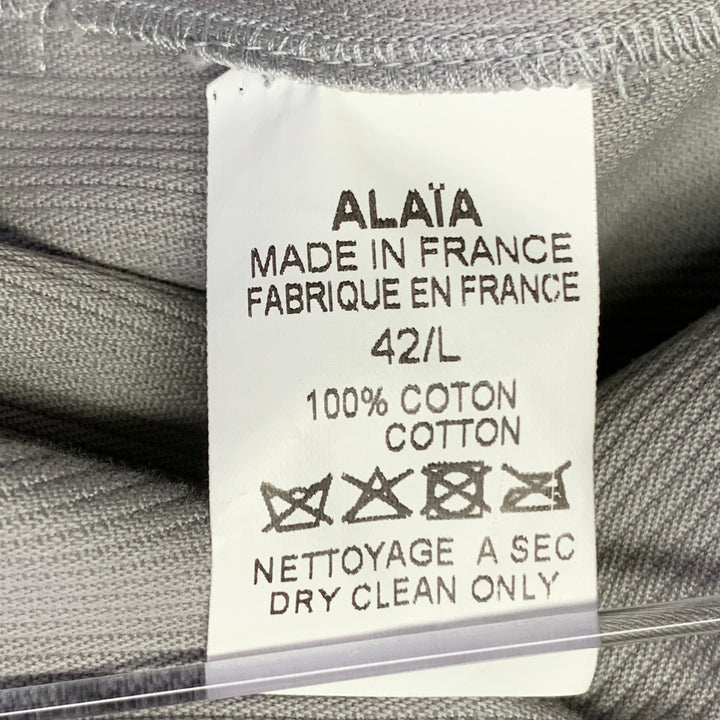 ALAÏA
MADE IN FRANCE
FABRIQUE EN FRANCE
42/L
100% COTON
COTTON
NETTOYAGE A SEC
DRY CLEAN ONLY